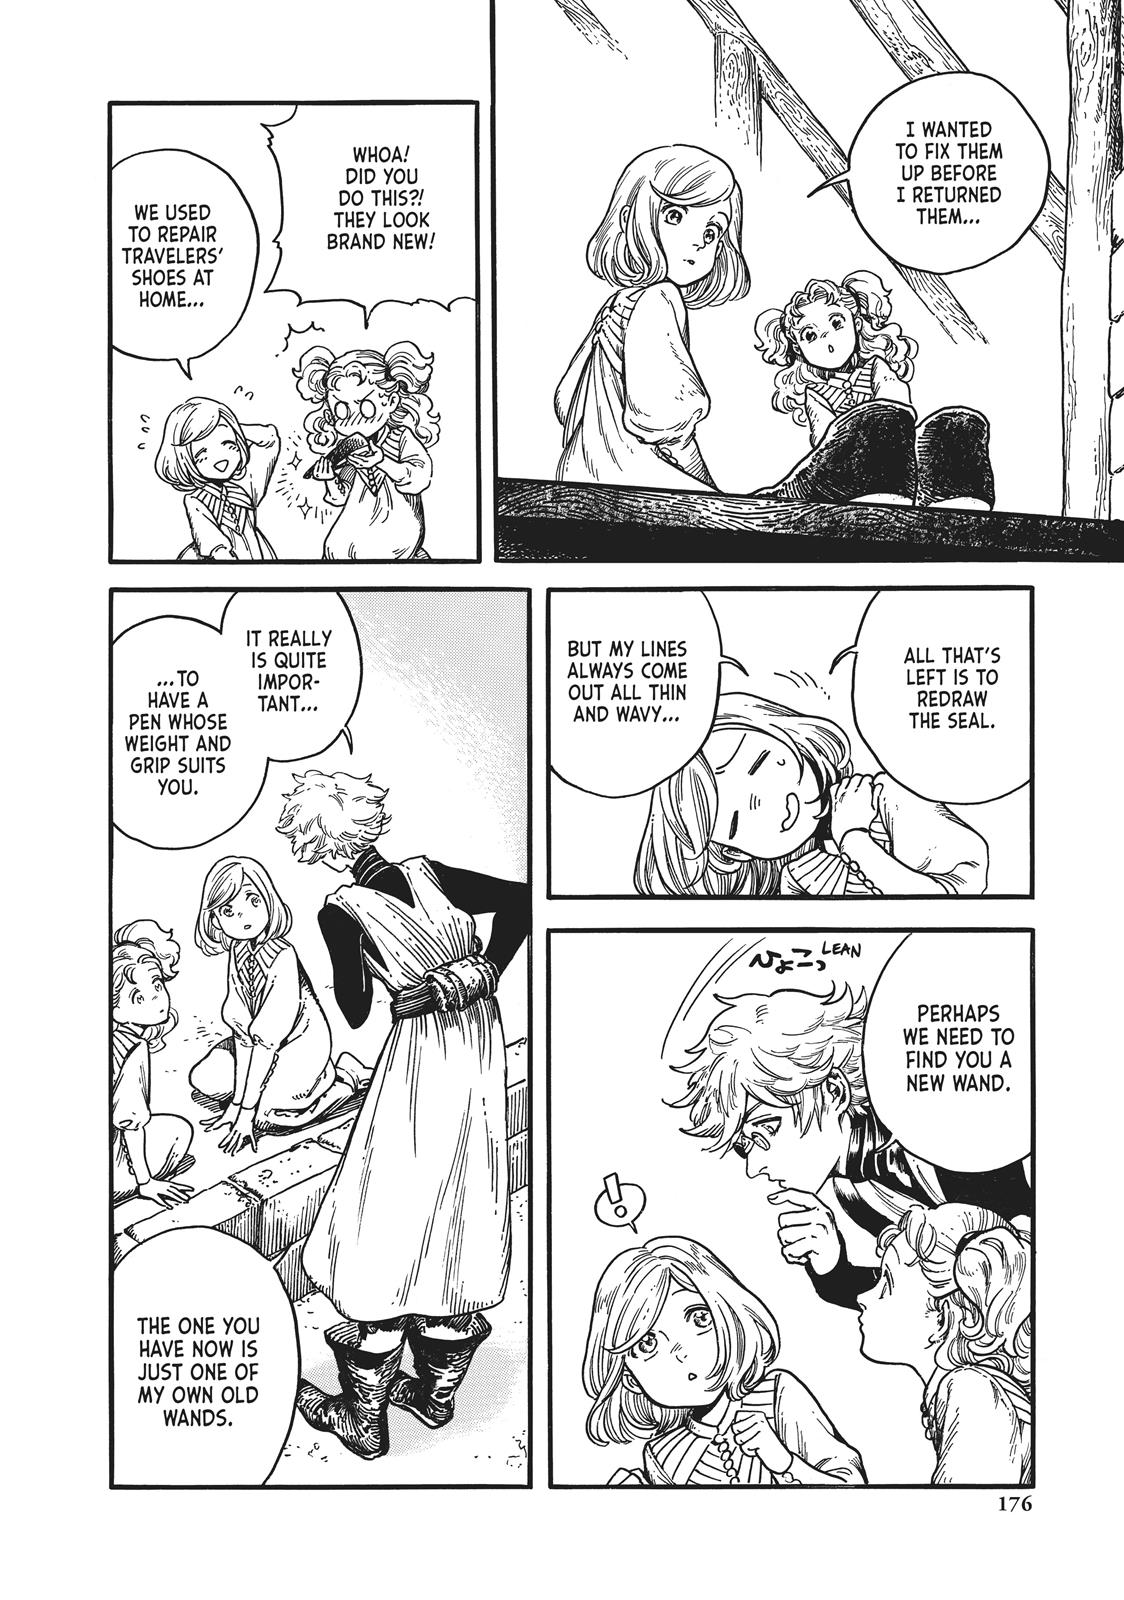 I WANTED
TO FIX THEM
UP BEFORE
I RETURNED
THEM...
WHOA!
DID YOU
DO THIS?!
THEY LOOK
BRAND NEW!
WE USED
TO REPAIR
TRAVELERS'
SHOES AT
HOME...
ALL THAT'S
LEFT IS TO
REDRAW
THE SEAL.
BUT MY LINES
ALWAYS COME
OUT ALL THIN
AND WAVY...
PERHAPS
WE NEED TO
FIND YOU A
NEW WAND.
ひょこっ
LEAN
!
IT REALLY
IS QUITE
IMPOR-
TANT...
...TO
HAVE A
PEN WHOSE
WEIGHT AND
GRIP SUITS
YOU.
THE ONE YOU
HAVE NOW IS
JUST ONE OF
MY OWN OLD
WANDS.
176